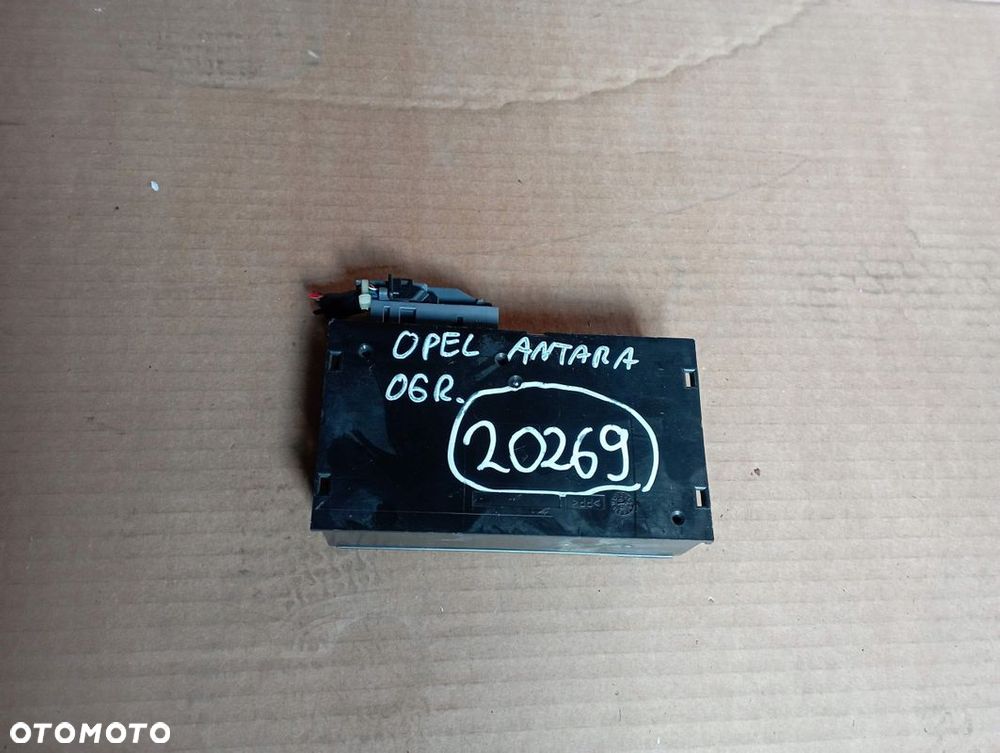 OPEL ANTARA
06R.
20269
OTOMOTO